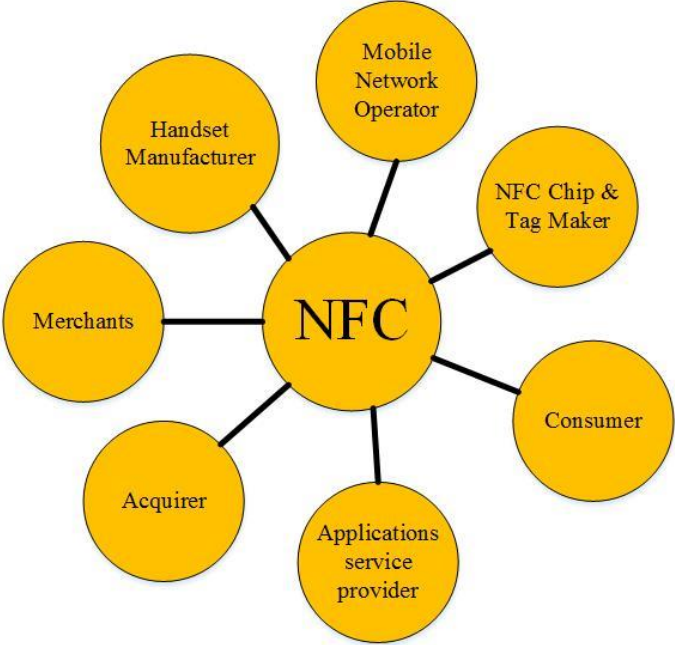 Mobile
Network
Operator
Handset
Manufacturer
NFC Chip &
Tag Maker
NFC
Merchants
Consumer
Acquirer
Applications
service
provider